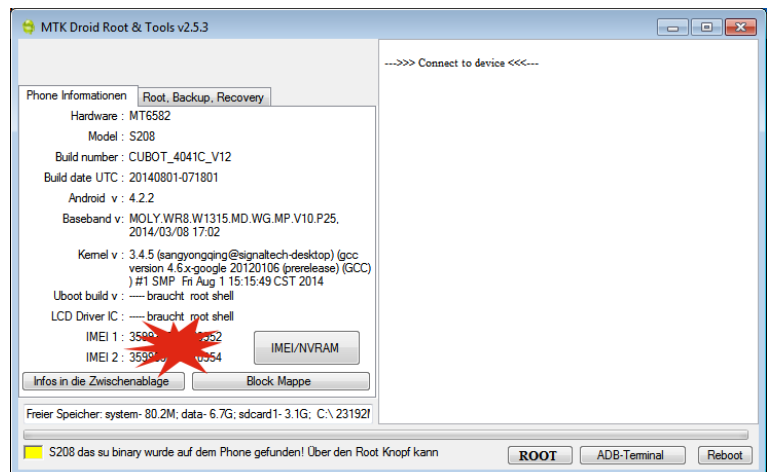 MTK Droid Root & Tools v2.5.3
--->>> Connect to device <<<---
Phone Informationen
Root, Backup, Recovery
Hardware : MT6582
Model : S208
Build number : CUBOT_4041C_V12
Build date UTC : 20140801-071801
Android v : 4.2.2
Baseband v: MOLY.WR8.W1315.MD.WG.MP.V10.P25,
2014/03/08 17:02
Kernel v : 3.4.5 (sangyongqing@signaltech-desktop) (gcc
version 4.6.x-google 20120106 (prerelease) (GCC)
) #1 SMP Fri Aug 1 15:15:49 CST 2014
Uboot build v : ---- braucht root shell
LCD Driver IC : ---- braucht root shell
IMEI 1 :
IMEI 2 :
IMEI/NVRAM
Infos in die Zwischenablage
Block Mappe
Freier Speicher: system- 80.2M; data- 6.7G; sdcard1- 3.1G; C:\
S208 das su binary wurde auf dem Phone gefunden! Über den Root Knopf kann
ROOT
ADB-Terminal
Reboot